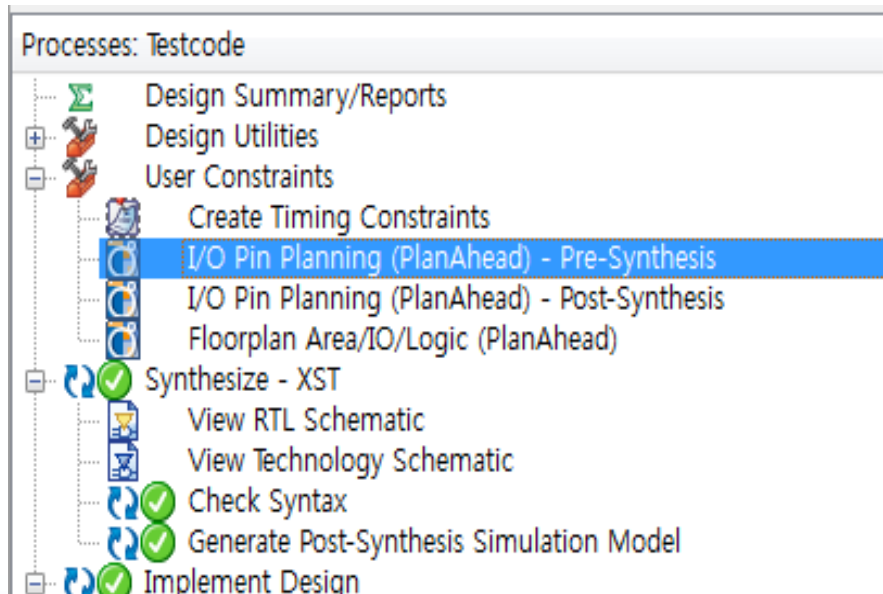 Processes: Testcode
Design Summary/Reports
Design Utilities
User Constraints
Create Timing Constraints
I/O Pin Planning (PlanAhead) - Pre-Synthesis
I/O Pin Planning (PlanAhead) - Post-Synthesis
Floorplan Area/IO/Logic (PlanAhead)
Synthesize - XST
View RTL Schematic
View Technology Schematic
Check Syntax
Generate Post-Synthesis Simulation Model
Implement Design